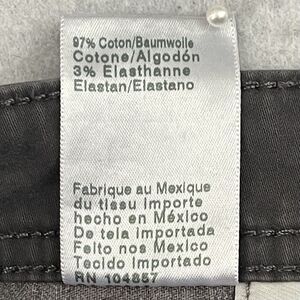 97% Coton/Baumwolle
Cotone/Algodón
3% Elasthanne
Elastan/Elastano
Fabrique au Mexique
du tissu Importe
hecho en México
De tela importada
Feito nos Mexico
Tecido Importado
RN 104857